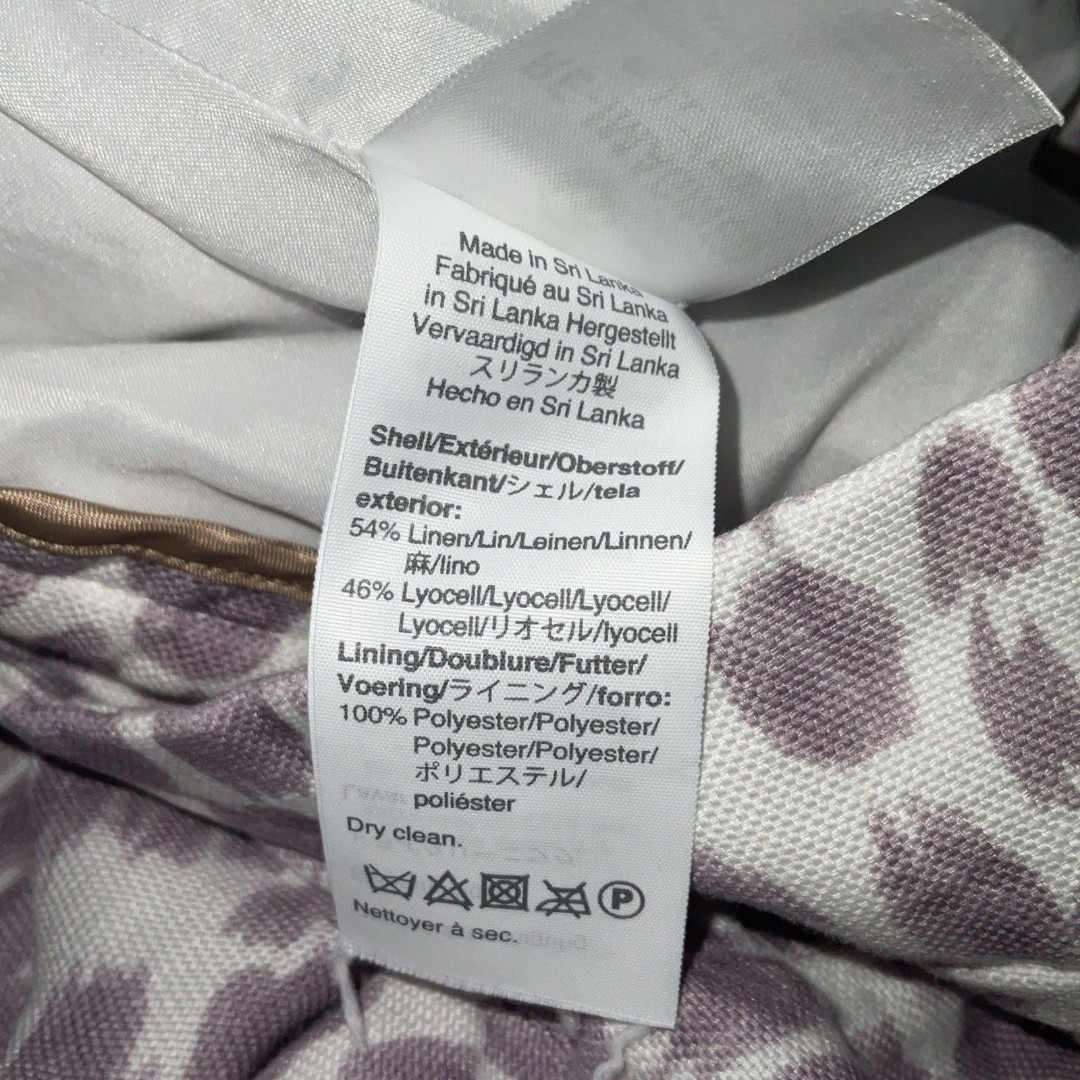 Made in Sri Lanka
Fabriqué au Sri Lanka
in Sri Lanka Hergestellt
Vervaardigd in Sri Lanka
スリランカ製
Hecho en Sri Lanka
Shell/Extérieur/Oberstoff/
Buitenkant/シェル/tela
exterior:
54% Linen/Lin/Leinen/Linnen/
麻/lino
46% Lyocell/Lyocell/Lyocell/
Lyocell/リオセル/lyocell
Lining/Doublure/Futter/
Voering/ライニング/forro:
100% Polyester/Polyester/
Polyester/Polyester/
ポリエステル/
poliéster
Dry clean.
P
Nettoyer à sec.